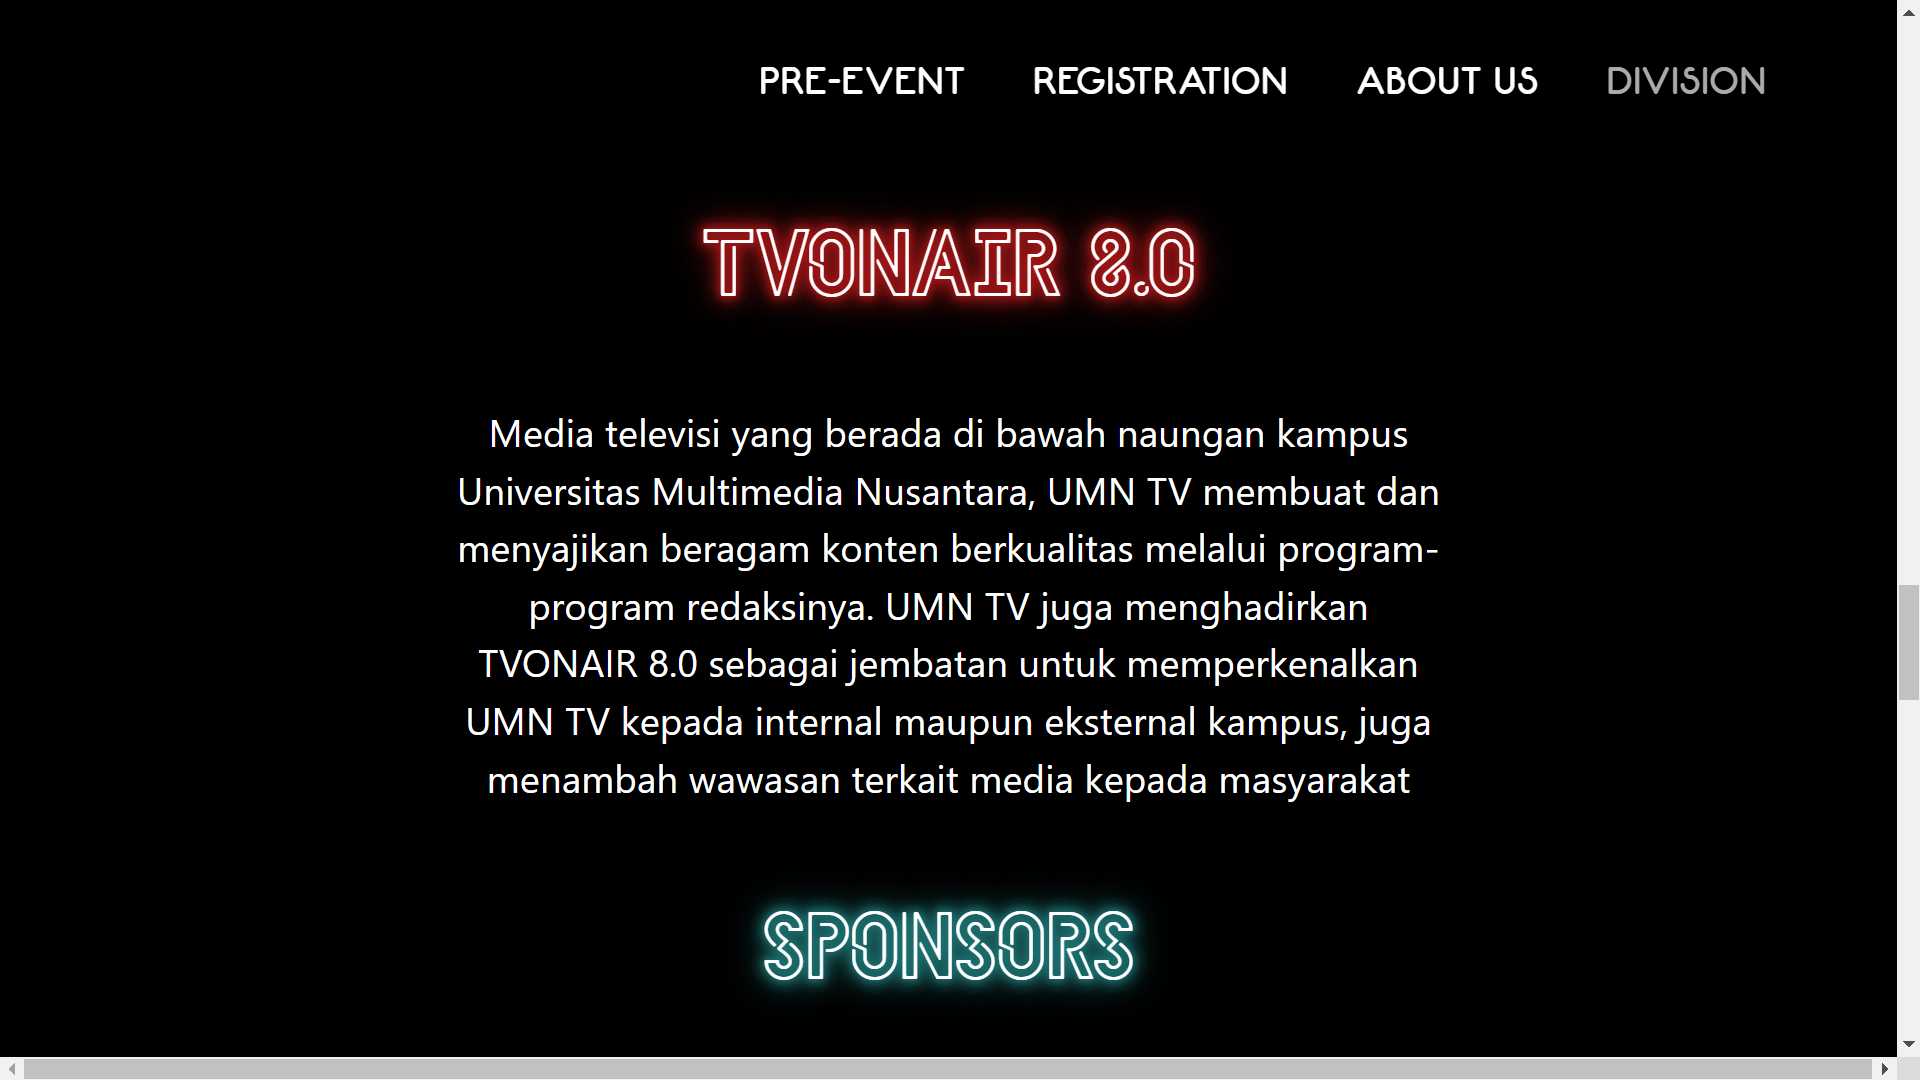 PRE-EVENT REGISTRATION ABOUT US DIVISION
TVONAIR 8.0
Media televisi yang berada di bawah naungan kampus
Universitas Multimedia Nusantara, UMN TV membuat dan
menyajikan beragam konten berkualitas melalui program-
program redaksinya. UMN TV juga menghadirkan
TVONAIR 8.0 sebagai jembatan untuk memperkenalkan
UMN TV kepada internal maupun eksternal kampus, juga
menambah wawasan terkait media kepada masyarakat
SPONSORS